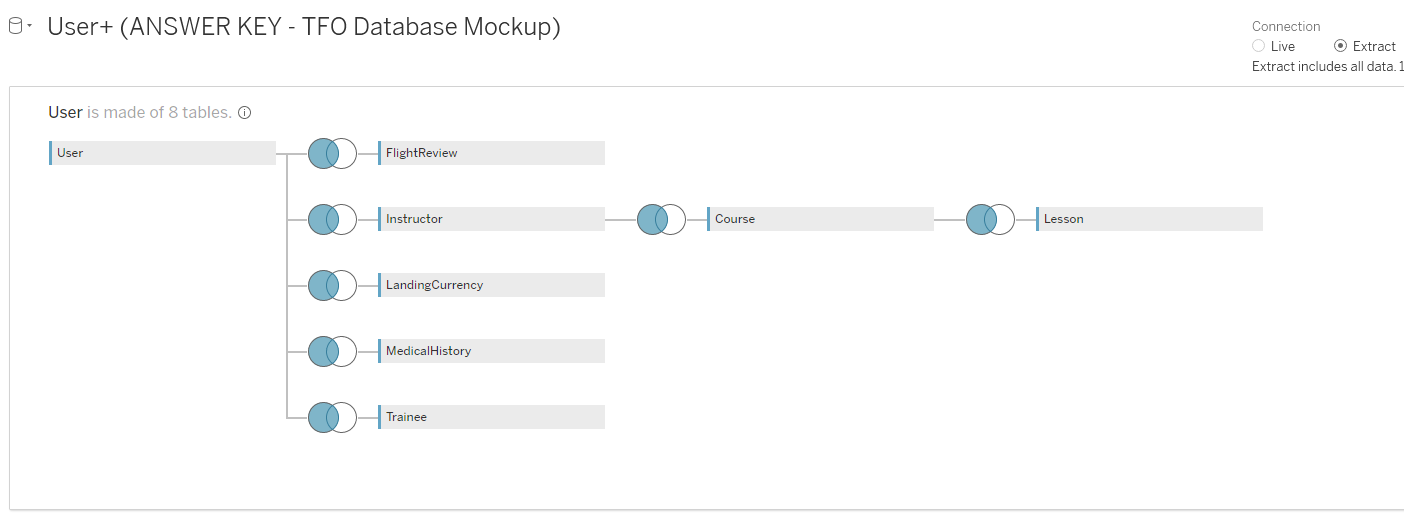 User+ (ANSWER KEY - TFO Database Mockup)
Connection
Live Extract
Extract includes all data.
User is made of 8 tables.
User FlightReview
Instructor Course Lesson
LandingCurrency
MedicalHistory
Trainee